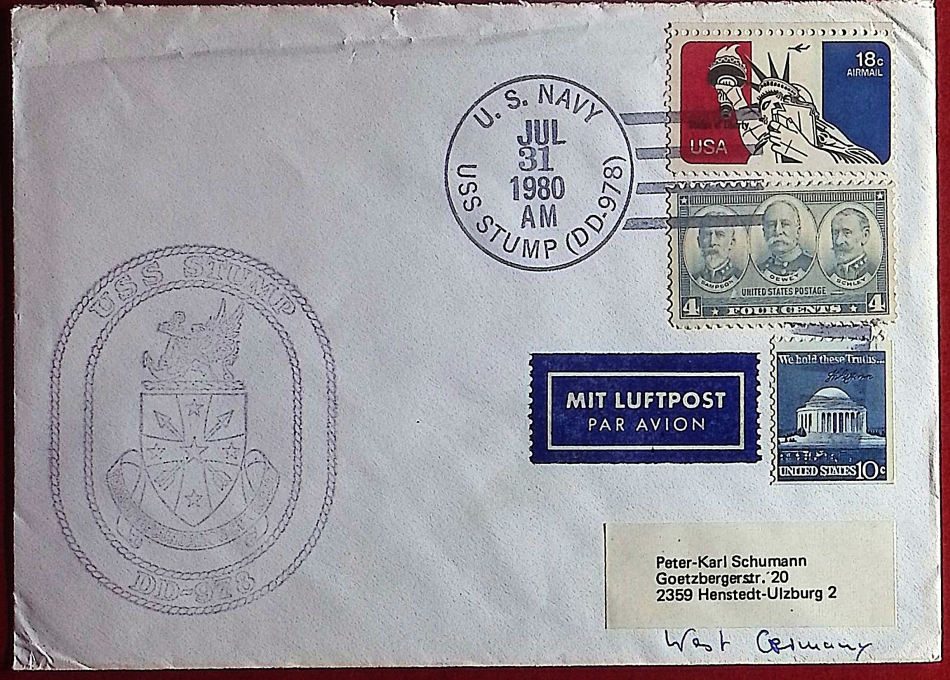 U. S. NAVY
JUL
31
1980
AM
USS STUMP (DD-978)
18c
AIRMAIL
USA
SAMPSON
DEWEY
SCHLEY
UNITED STATES POSTAGE
4 FOUR CENTS 4
We hold these Truths...
UNITED STATES 10c
MIT LUFTPOST
PAR AVION
USS STUMP
DD-978
Peter-Karl Schumann
Goetzbergerstr. 20
2359 Henstedt-Ulzburg 2
West Germany